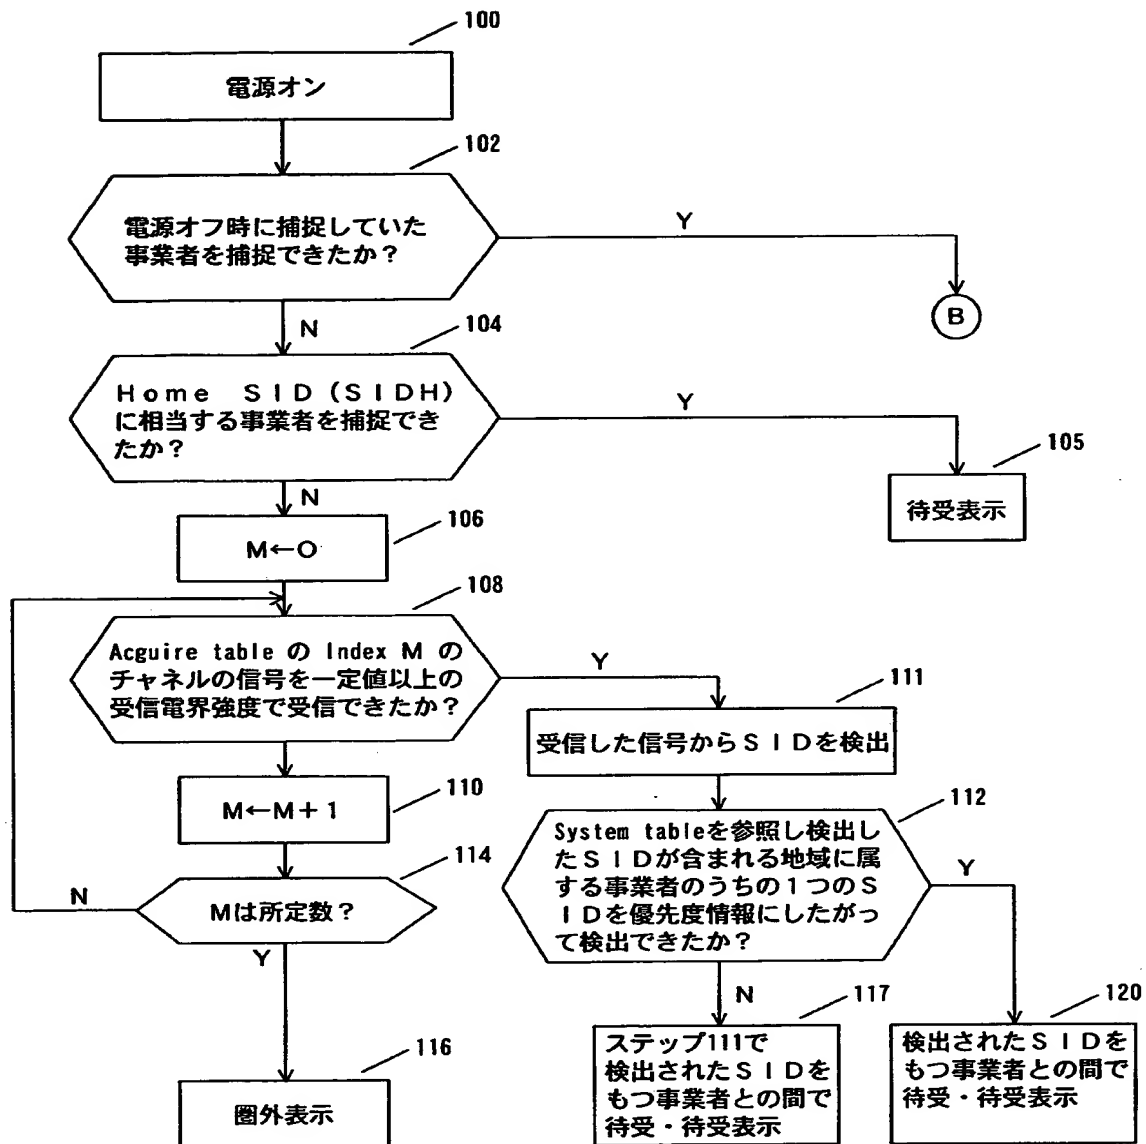 100
電源オン
102
電源オフ時に捕捉していた
事業者を捕捉できたか？
Y
B
N
104
Home SID（SIDH）
に相当する事業者を捕捉でき
たか？
Y
105
待受表示
N
106
M←O
108
Acguire table の Index M の
チャネルの信号を一定値以上の
受信電界強度で受信できたか？
Y
111
受信した信号からＳＩＤを検出
110
M←M＋1
112
System tableを参照し検出し
たＳＩＤが含まれる地域に属
する事業者のうちの１つのＳ
ＩＤを優先度情報にしたがっ
て検出できたか？
Y
114
N
Mは所定数？
Y
N
117
120
116
圏外表示
ステップ111で
検出されたＳＩＤを
もつ事業者との間で
待受・待受表示
検出されたＳＩＤを
もつ事業者との間で
待受・待受表示